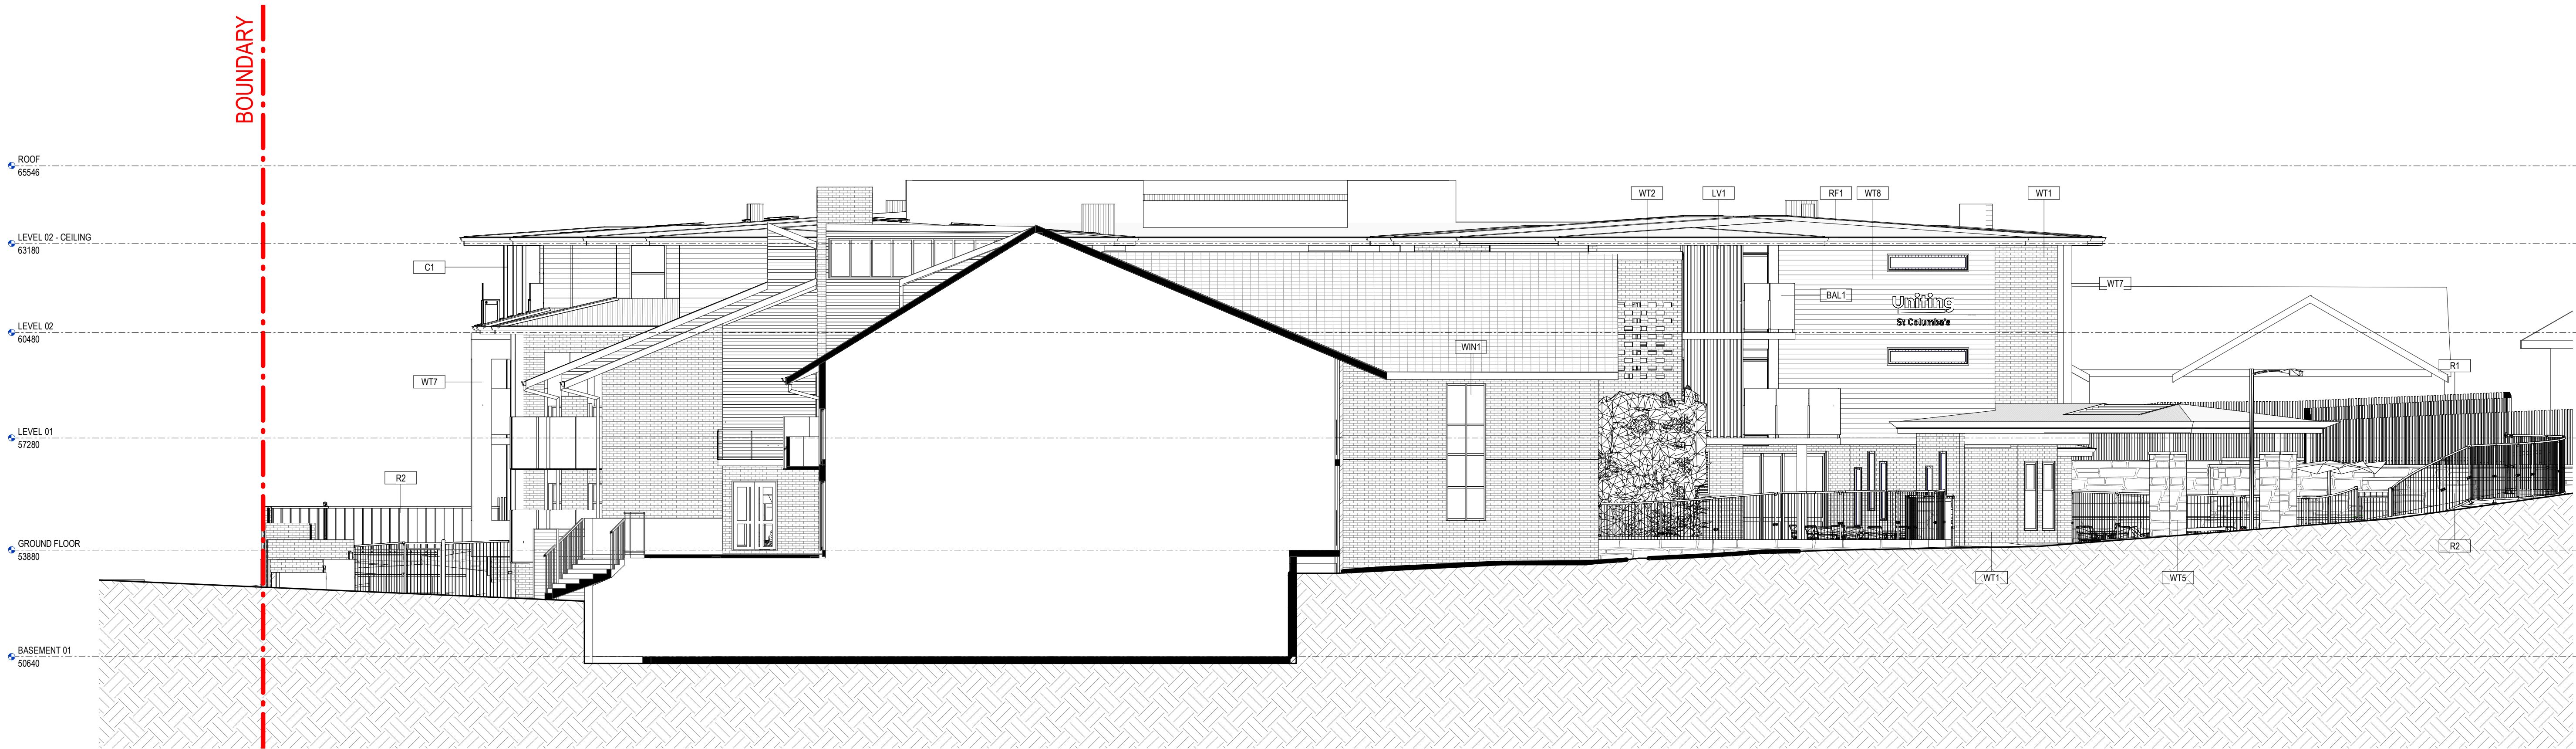 BOUNDARY
ROOF
65546
WT2
LV1
RF1
WT8
WT1
LEVEL 02 - CEILING
63180
C1
WT7
BAL1
Uniting
St Columba's
LEVEL 02
60480
WIN1
R1
WT7
LEVEL 01
57280
R2
GROUND FLOOR
53880
R2
WT1
WT5
BASEMENT 01
50640